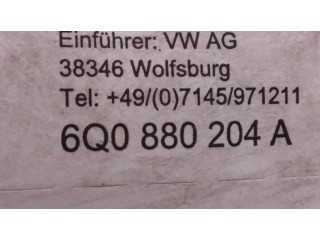 Einführer: VW AG
38346 Wolfsburg
Tel: +49/(0)7145/971211
6Q0 880 204 A